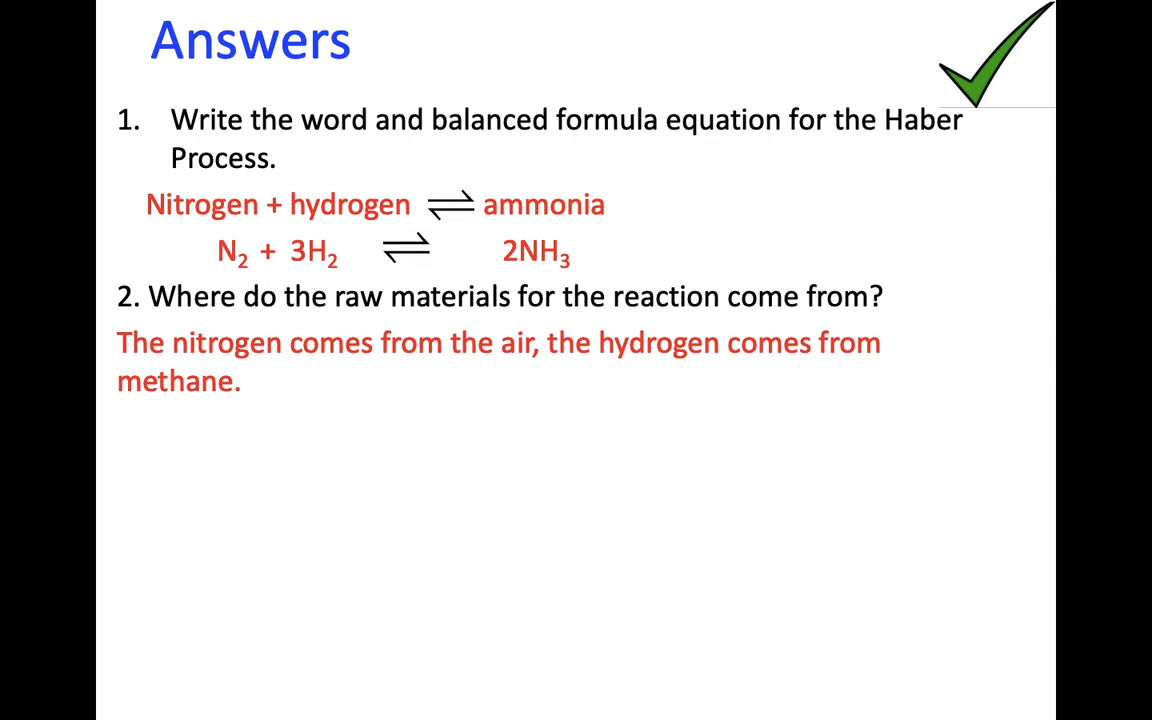 Answers
1. Write the word and balanced formula equation for the Haber
Process.
Nitrogen + hydrogen ⇌ ammonia
N₂ + 3H₂ ⇌ 2NH₃
2. Where do the raw materials for the reaction come from?
The nitrogen comes from the air, the hydrogen comes from
methane.